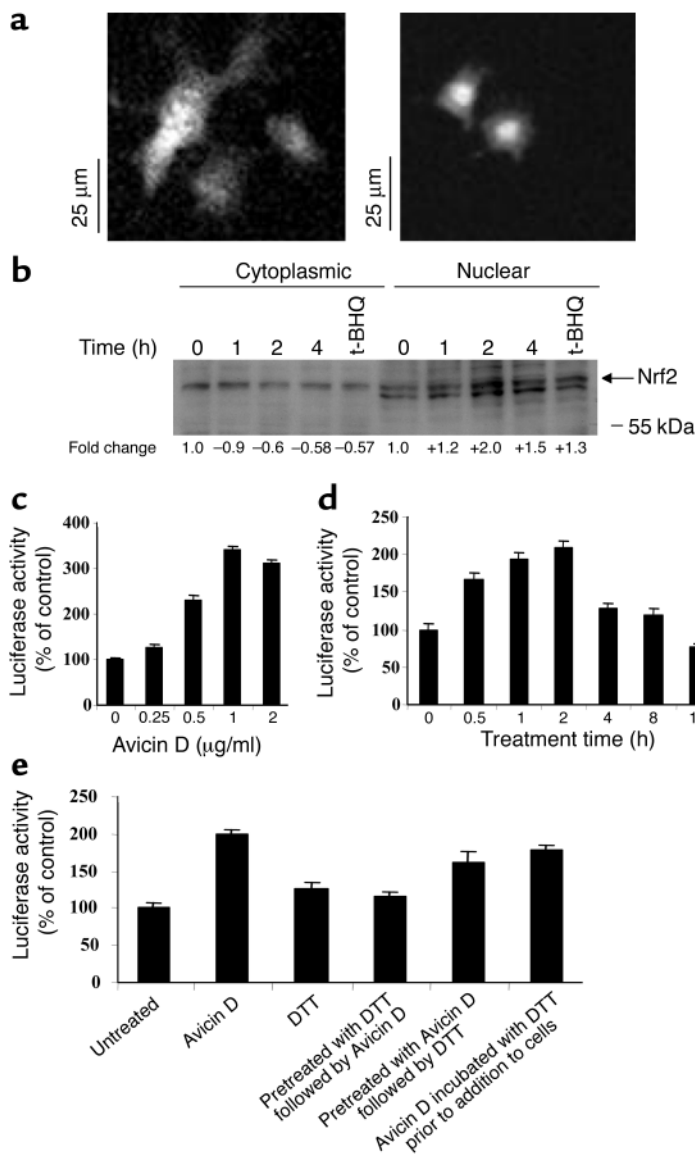 a
25 μm
25 μm
b
Cytoplasmic Nuclear
Time (h) 0 1 2 4 t-BHQ 0 1 2 4 t-BHQ
Nrf2
– 55 kDa
Fold change 1.0 –0.9 –0.6 –0.58 –0.57 1.0 +1.2 +2.0 +1.5 +1.3
c
Luciferase activity
(% of control)
400
300
200
100
0
0 0.25 0.5 1 2
Avicin D (μg/ml)
d
Luciferase activity
(% of control)
250
200
150
100
50
0
0 0.5 1 2 4 8 1
Treatment time (h)
e
Luciferase activity
(% of control)
250
200
150
100
50
0
Untreated
Avicin D
DTT
Pretreated with DTT
followed by Avicin D
Pretreated with Avicin D
followed by DTT
Avicin D incubated with DTT
prior to addition to cells